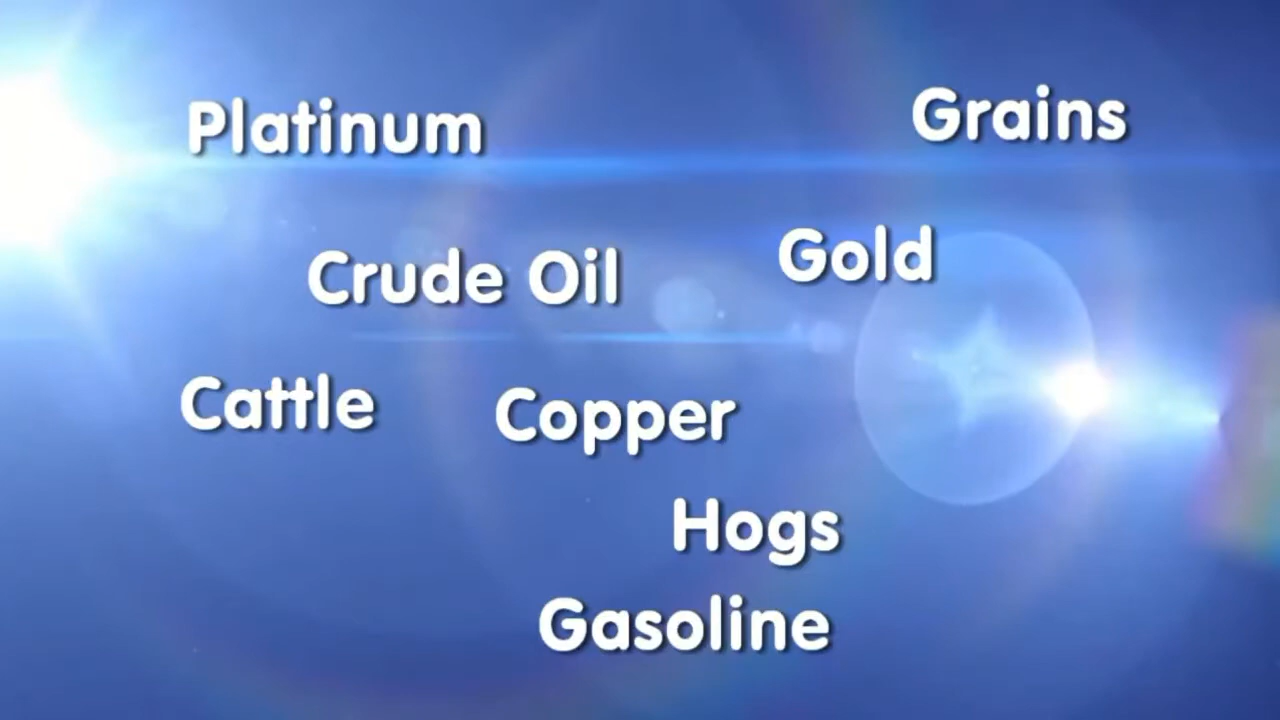 Platinum
Grains
Crude Oil
Gold
Cattle
Copper
Hogs
Gasoline